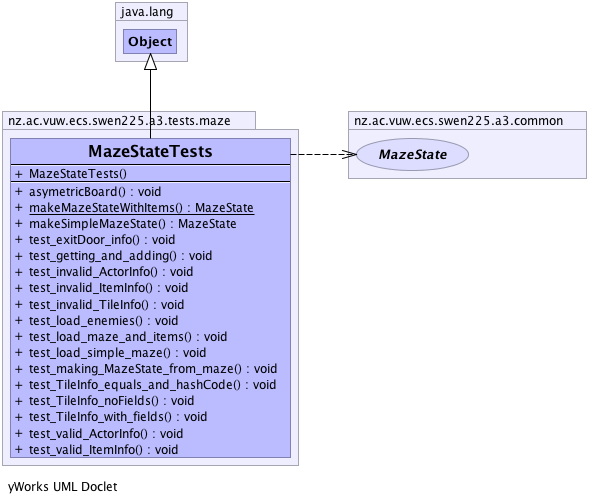 java.lang
Object
nz.ac.vuw.ecs.swen225.a3.tests.maze
nz.ac.vuw.ecs.swen225.a3.common
MazeStateTests
MazeState
+ MazeStateTests()
+ asymetricBoard() : void
+ makeMazeStateWithItems() : MazeState
+ makeSimpleMazeState() : MazeState
+ test_exitDoor_info() : void
+ test_getting_and_adding() : void
+ test_invalid_ActorInfo() : void
+ test_invalid_ItemInfo() : void
+ test_invalid_TileInfo() : void
+ test_load_enemies() : void
+ test_load_maze_and_items() : void
+ test_load_simple_maze() : void
+ test_making_MazeState_from_maze() : void
+ test_TileInfo_equals_and_hashCode() : void
+ test_TileInfo_noFields() : void
+ test_TileInfo_with_fields() : void
+ test_valid_ActorInfo() : void
+ test_valid_ItemInfo() : void
yWorks UML Doclet